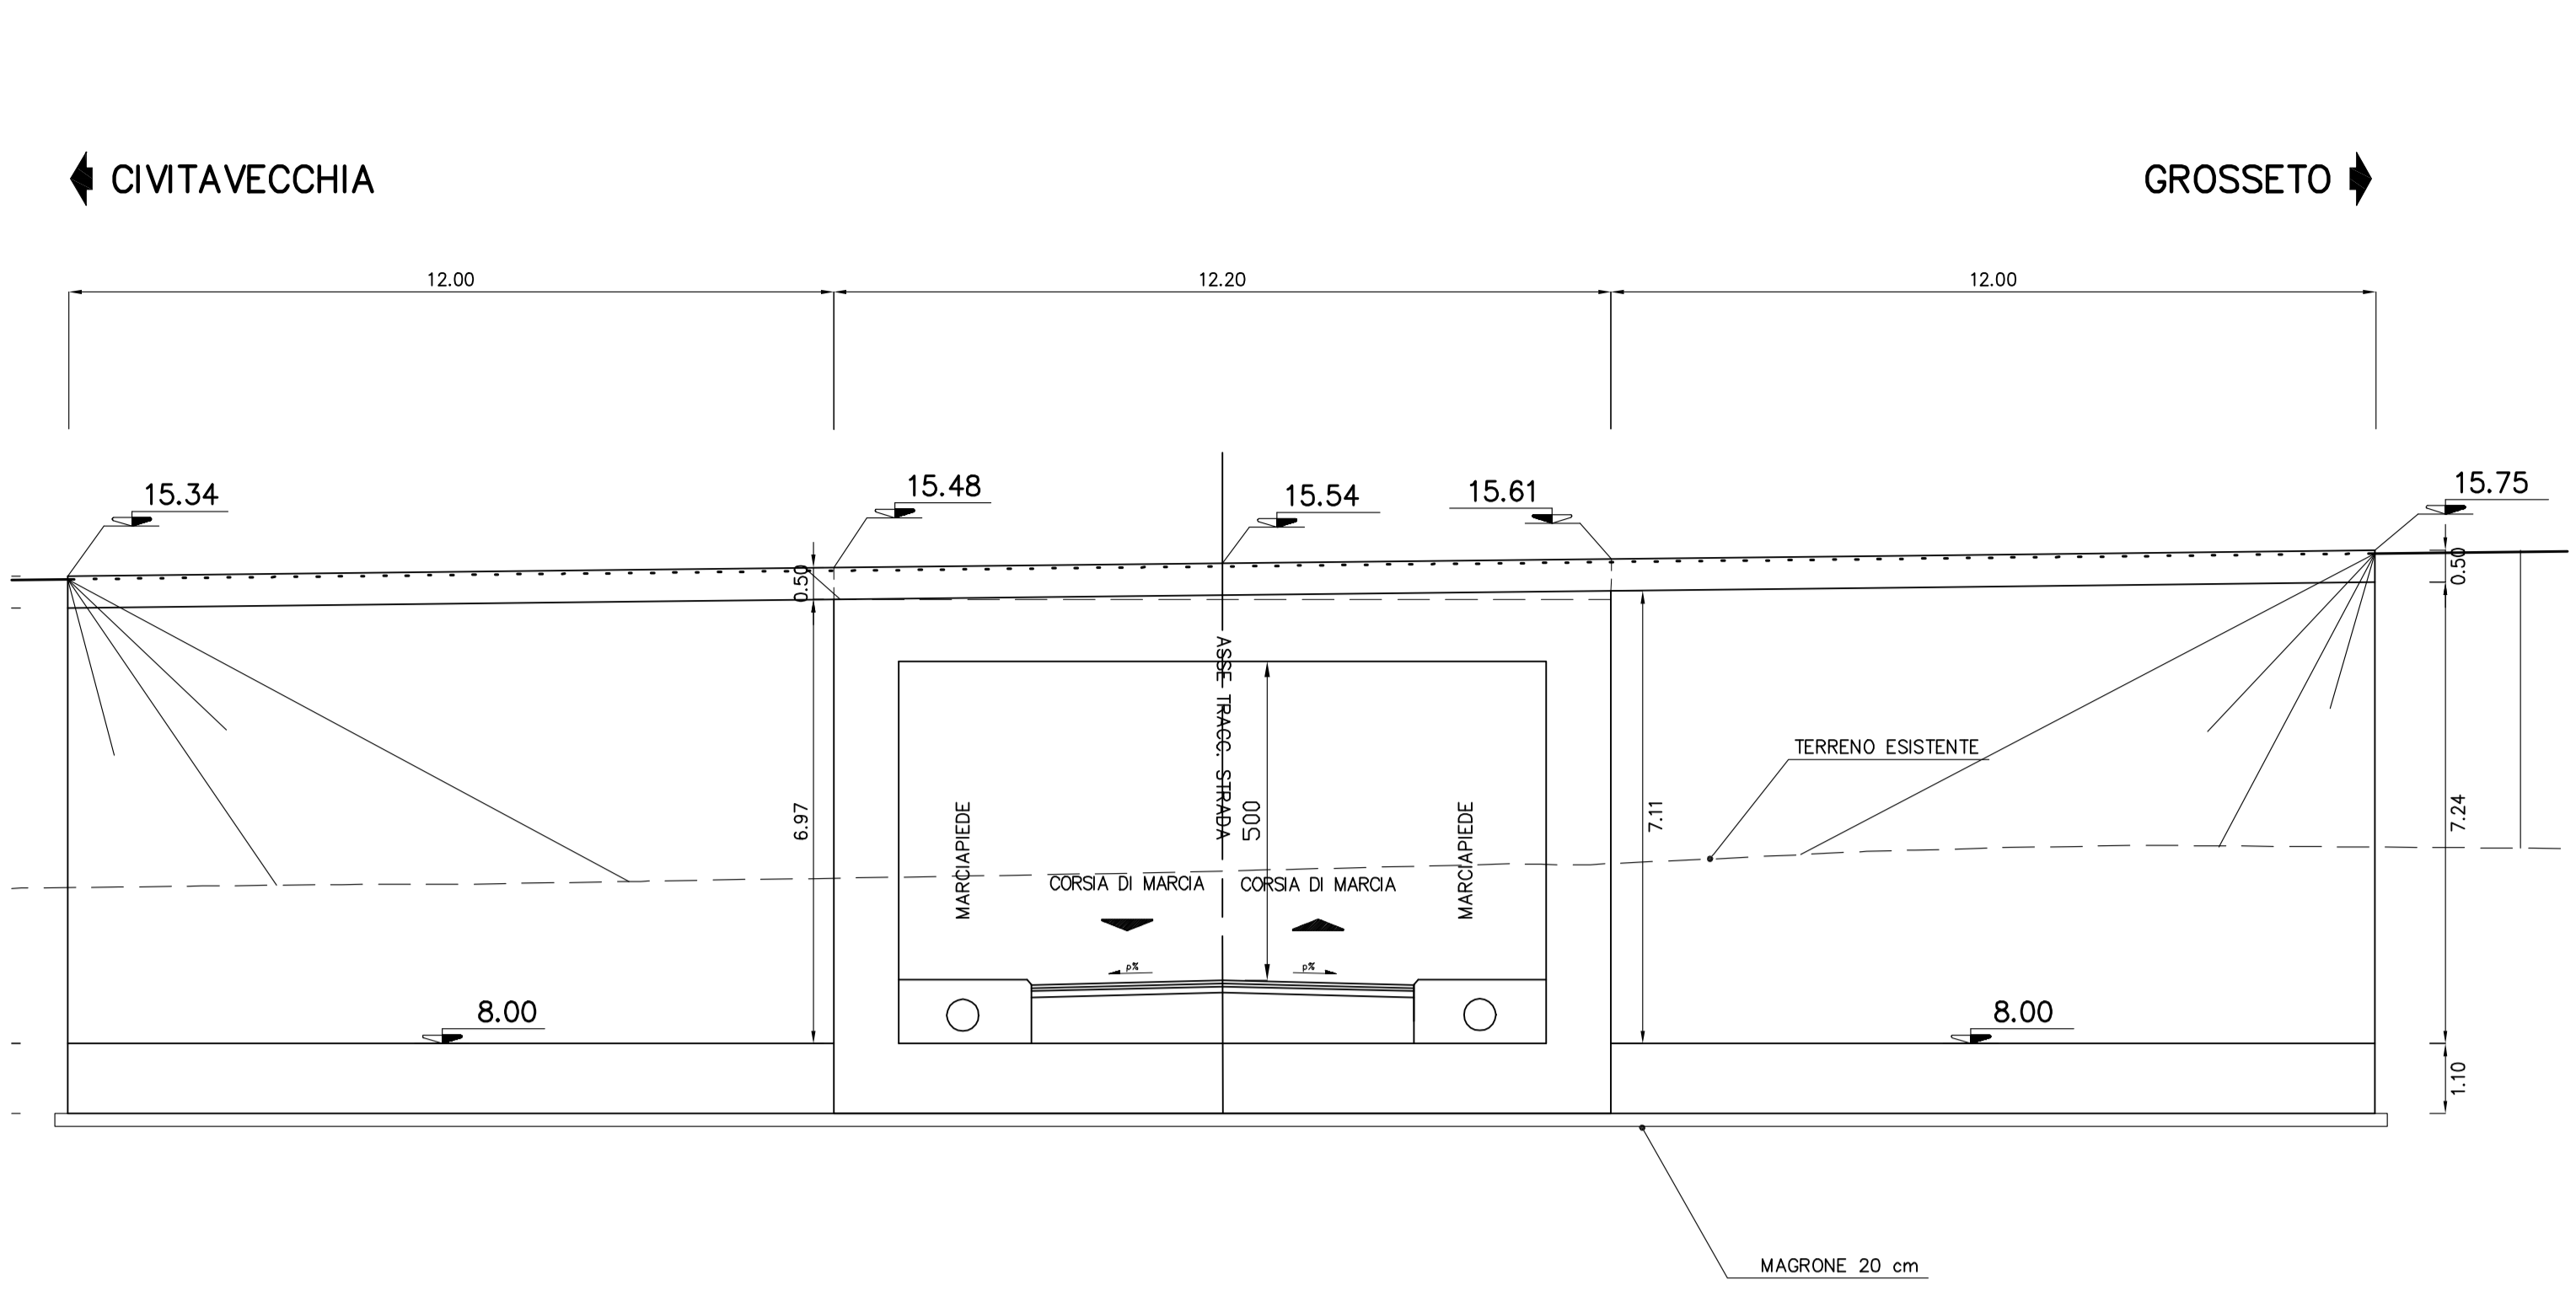 CIVITAVECCHIA
GROSSETO
12.00
12.20
12.00
15.34
15.48
15.54
15.61
15.75
0.50
0.50
ASSE TRACC. STRADA
TERRENO ESISTENTE
6.97
MARCIAPIEDE
500
MARCIAPIEDE
7.11
7.24
CORSIA DI MARCIA
CORSIA DI MARCIA
p%
p%
8.00
8.00
1.10
MAGRONE 20 cm